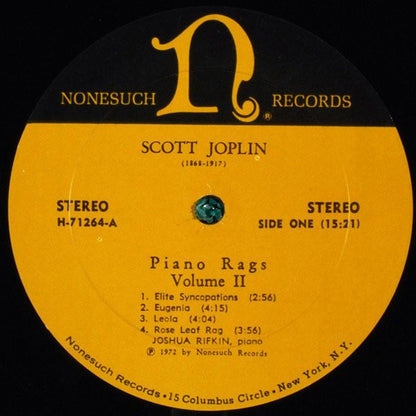 n
NONESUCH RECORDS
®
SCOTT JOPLIN
(1868-1917)
STEREO STEREO
H-71264-A SIDE ONE (15:21)
Piano Rags
Volume II
1. Elite Syncopations (2:56)
2. Eugenia (4:15)
3. Leola (4:04)
4. Rose Leaf Rag (3:56)
JOSHUA RIFKIN, piano
℗ 1972 by Nonesuch Records
Nonesuch Records • 15 Columbus Circle • New York, N.Y.